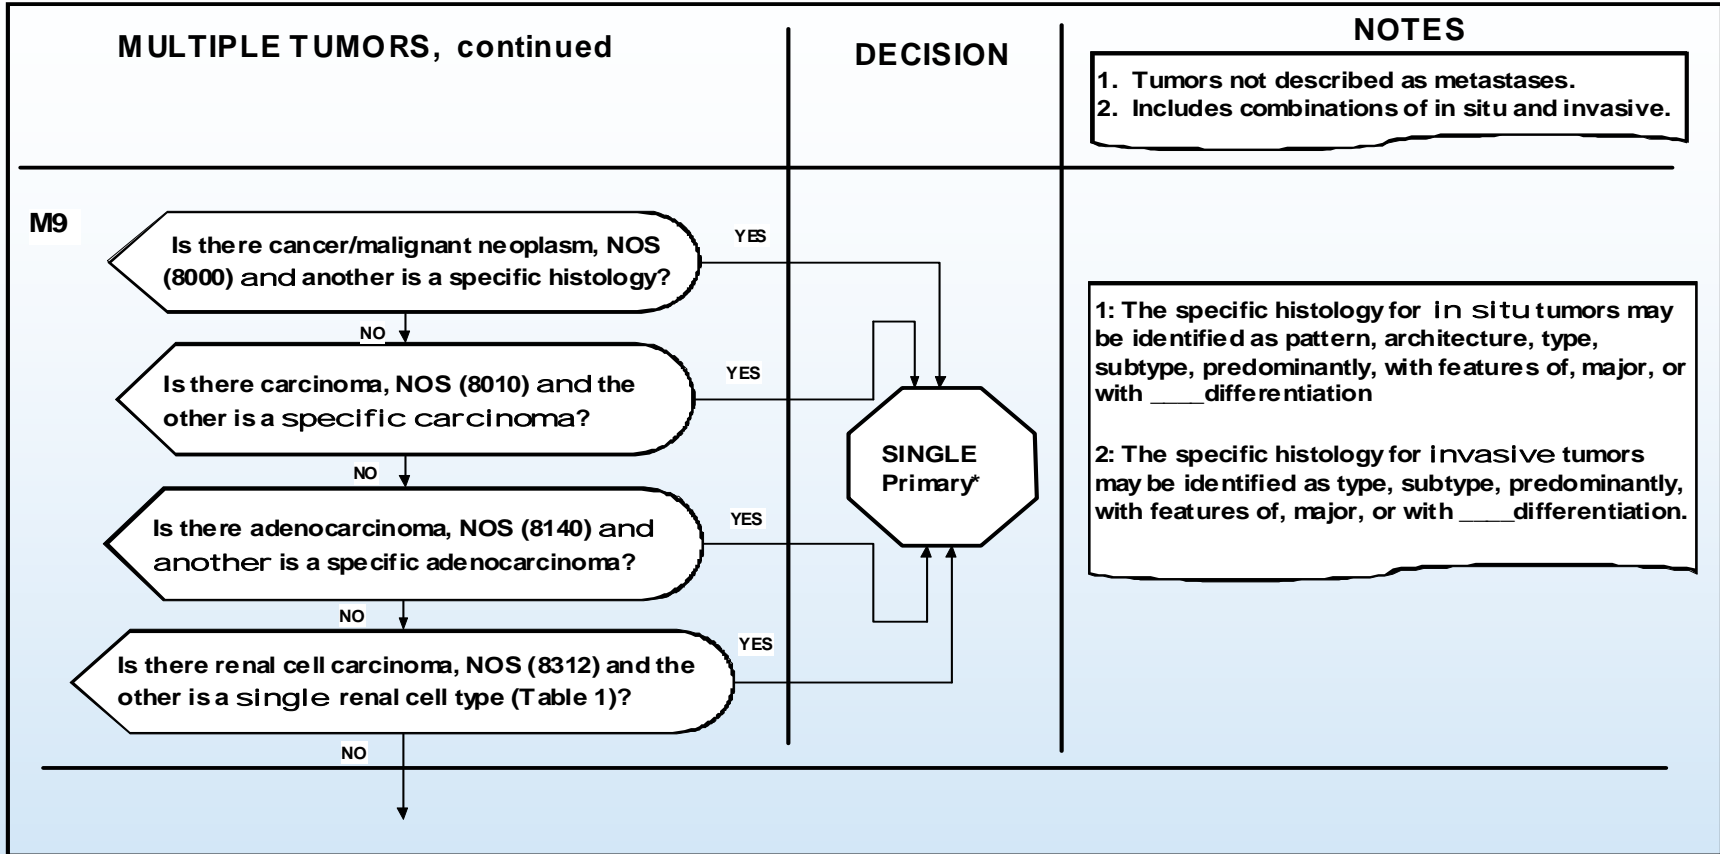 MULTIPLE TUMORS, continued
DECISION
NOTES
1. Tumors not described as metastases.
2. Includes combinations of in situ and invasive.
M9
Is there cancer/malignant neoplasm, NOS
(8000) and another is a specific histology?
YES
NO
Is there carcinoma, NOS (8010) and the
other is a specific carcinoma?
YES
NO
Is there adenocarcinoma, NOS (8140) and
another is a specific adenocarcinoma?
YES
NO
Is there renal cell carcinoma, NOS (8312) and the
other is a single renal cell type (Table 1)?
YES
NO
SINGLE
Primary*
1: The specific histology for in situ tumors may
be identified as pattern, architecture, type,
subtype, predominantly, with features of, major, or
with ____differentiation
2: The specific histology for invasive tumors
may be identified as type, subtype, predominantly,
with features of, major, or with ____differentiation.